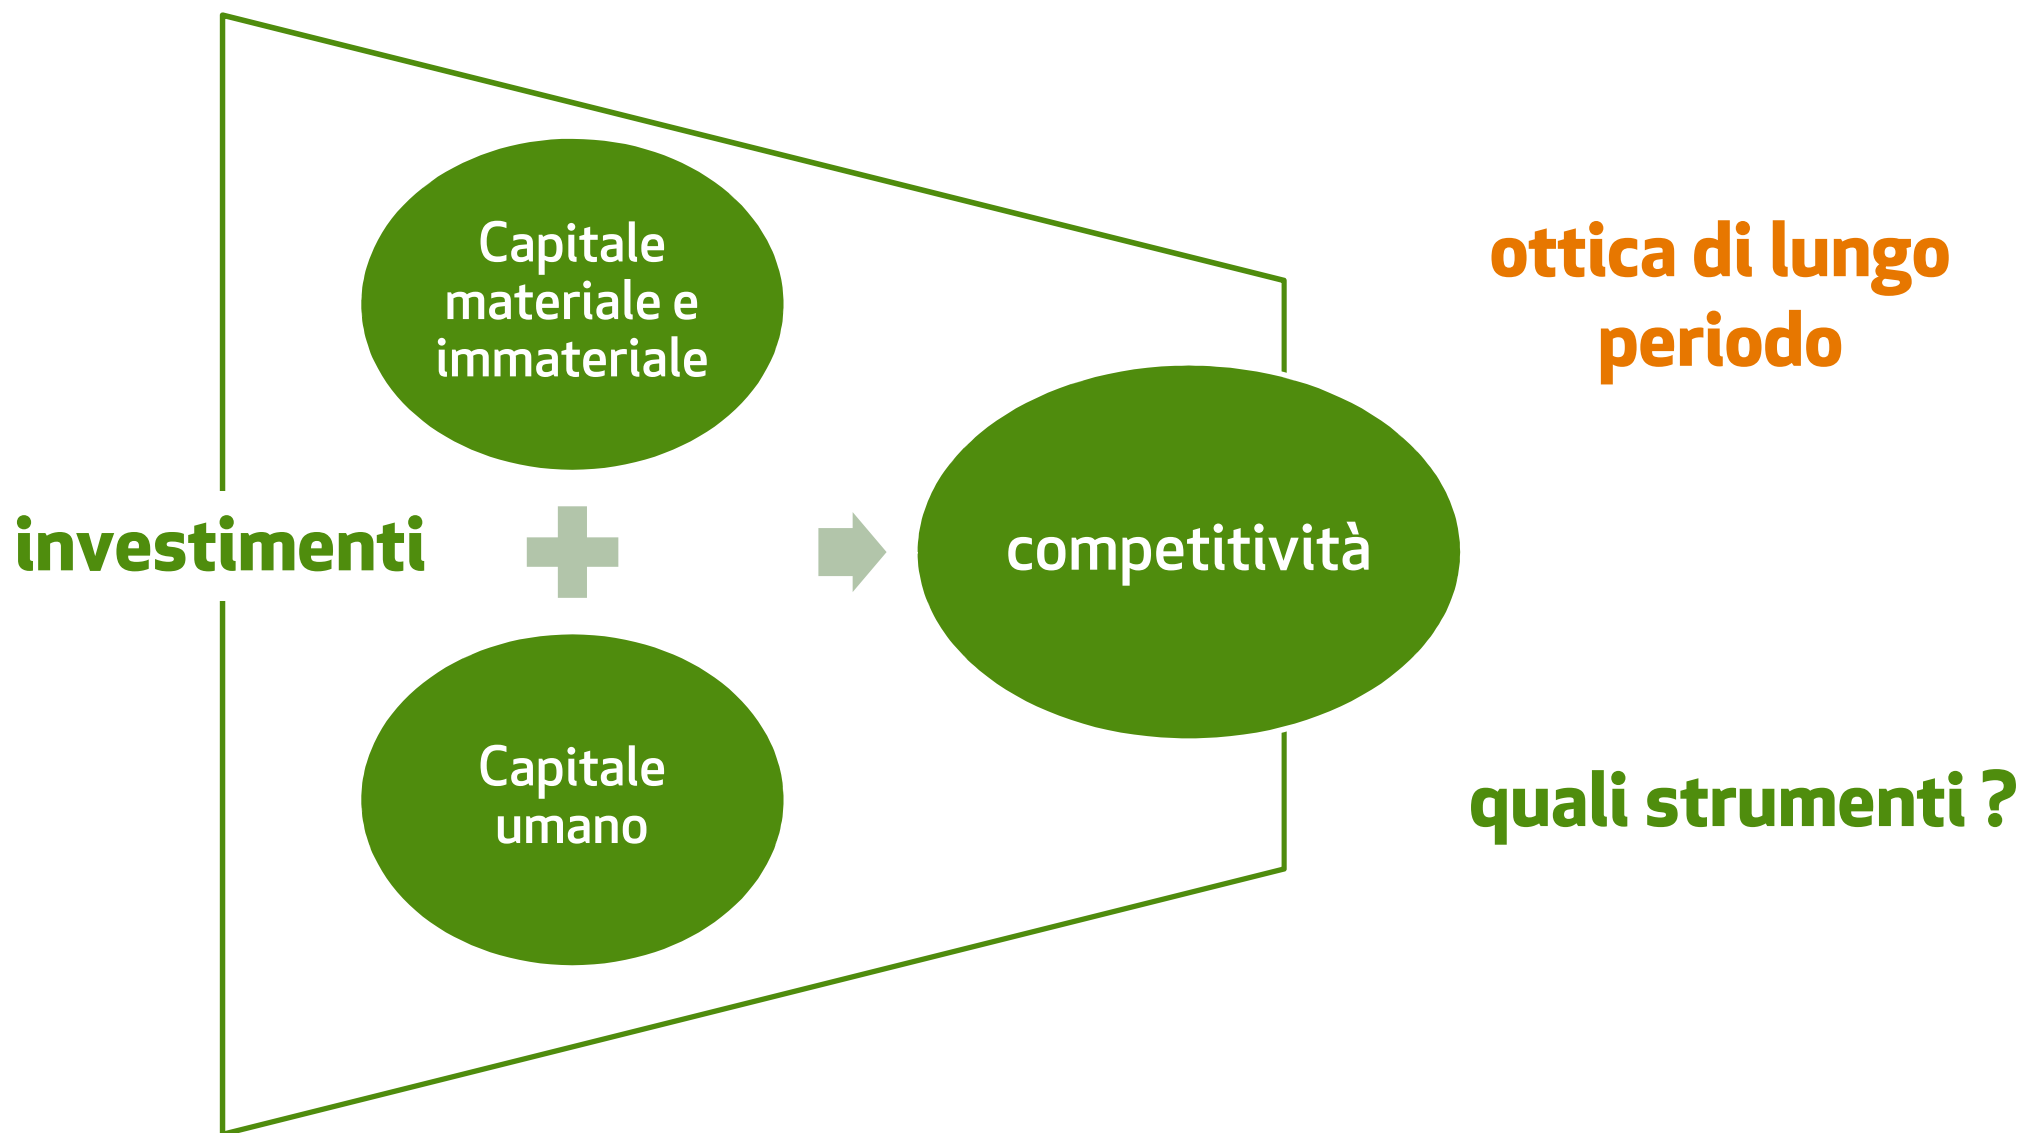 Capitale
materiale e
immateriale
investimenti
Capitale
umano
competitività
ottica di lungo
periodo
quali strumenti ?